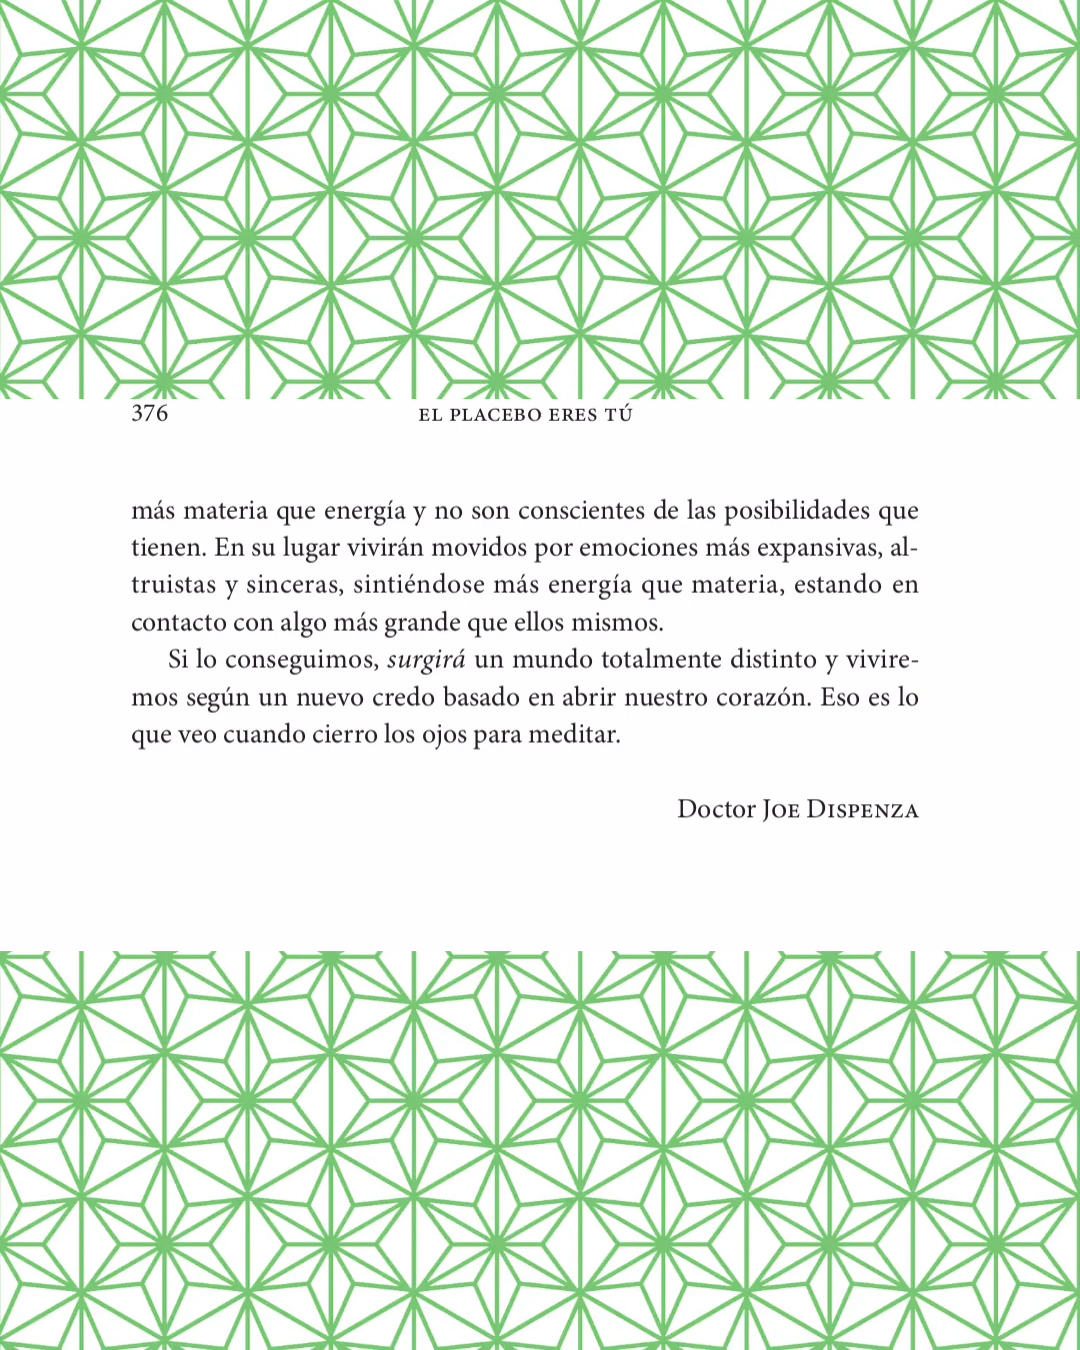 376 EL PLACEBO ERES TÚ
más materia que energía y no son conscientes de las posibilidades que
tienen. En su lugar vivirán movidos por emociones más expansivas, al-
truistas y sinceras, sintiéndose más energía que materia, estando en
contacto con algo más grande que ellos mismos.
Si lo conseguimos, surgirá un mundo totalmente distinto y vivire-
mos según un nuevo credo basado en abrir nuestro corazón. Eso es lo
que veo cuando cierro los ojos para meditar.
Doctor JOE DISPENZA